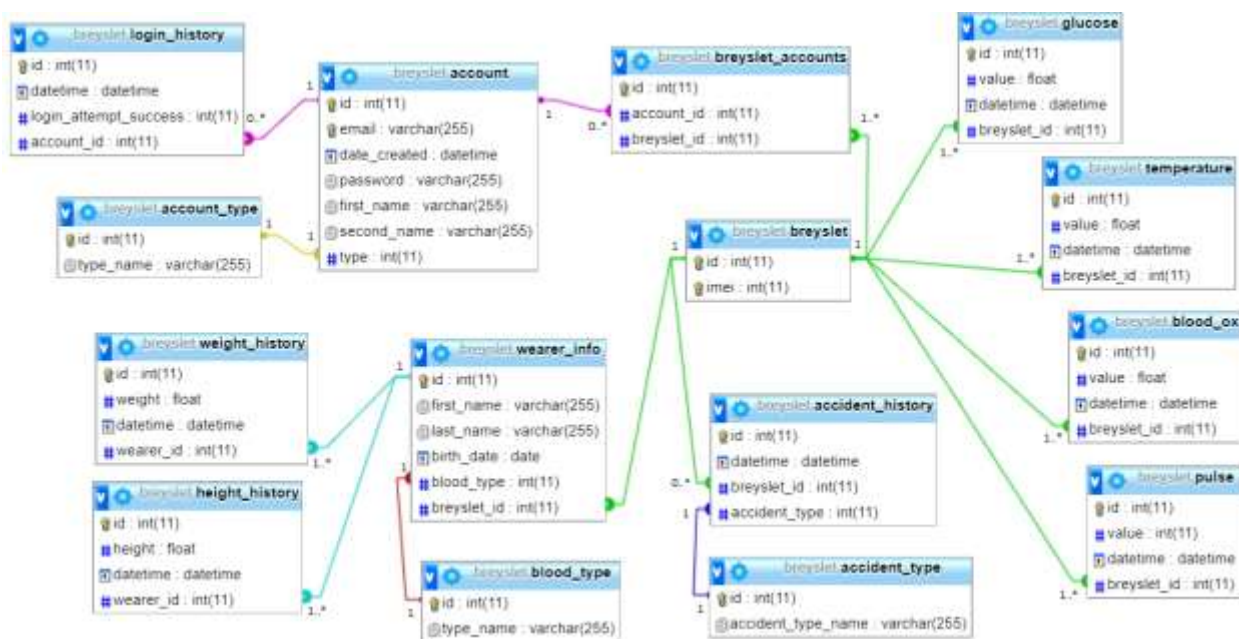 breyslet.login_history
id : int(11)
datetime : datetime
login_attempt_success : int(11)
account_id : int(11)
0..*
1
breyslet.account
id : int(11)
email : varchar(255)
date_created : datetime
password : varchar(255)
first_name : varchar(255)
second_name : varchar(255)
type : int(11)
1
0..*
breyslet.breyslet_accounts
id : int(11)
account_id : int(11)
breyslet_id : int(11)
1..*
breyslet.glucose
id : int(11)
value : float
datetime : datetime
breyslet_id : int(11)
1..*
breyslet.account_type
id : int(11)
type_name : varchar(255)
1
1
breyslet.breyslet
id : int(11)
imei : int(11)
1
1
breyslet.temperature
id : int(11)
value : float
datetime : datetime
breyslet_id : int(11)
1..*
breyslet.weight_history
id : int(11)
weight : float
datetime : datetime
wearer_id : int(11)
1..*
1
breyslet.wearer_info
id : int(11)
first_name : varchar(255)
last_name : varchar(255)
birth_date : date
blood_type : int(11)
breyslet_id : int(11)
1
breyslet.accident_history
id : int(11)
datetime : datetime
breyslet_id : int(11)
accident_type : int(11)
0..*
1
breyslet.blood_ox
id : int(11)
value : float
datetime : datetime
breyslet_id : int(11)
1..*
breyslet.height_history
id : int(11)
height : float
datetime : datetime
wearer_id : int(11)
1..*
breyslet.blood_type
id : int(11)
type_name : varchar(255)
1
breyslet.accident_type
id : int(11)
accident_type_name : varchar(255)
1
breyslet.pulse
id : int(11)
value : int(11)
datetime : datetime
breyslet_id : int(11)
1..*